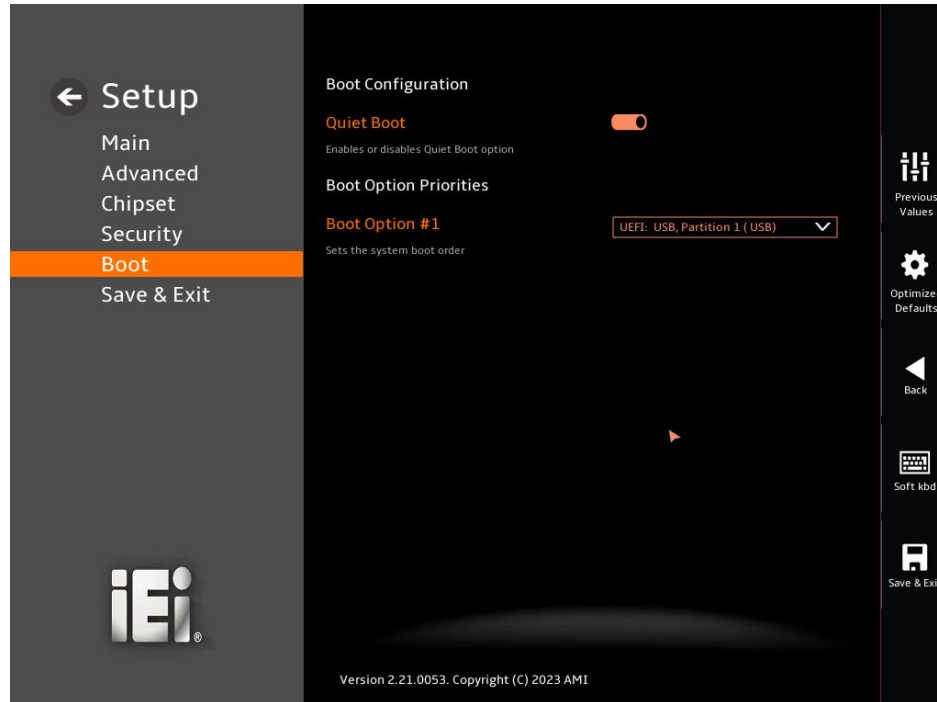 Setup
Main
Advanced
Chipset
Security
Boot
Save & Exit
iEi®
Boot Configuration
Quiet Boot
Enables or disables Quiet Boot option
Boot Option Priorities
Boot Option #1
UEFI: USB, Partition 1 ( USB)
Sets the system boot order
Previous
Values
Optimize
Defaults
Back
Soft kbd
Save & Exi
Version 2.21.0053. Copyright (C) 2023 AMI